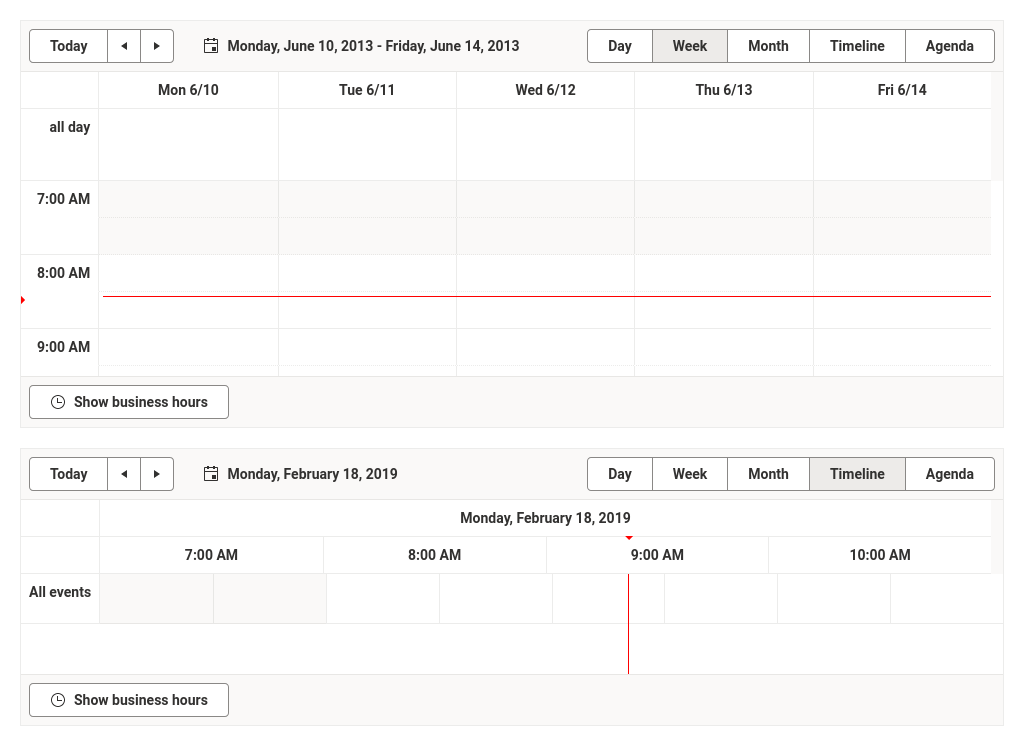 Today Monday, June 10, 2013 - Friday, June 14, 2013 Day Week Month Timeline Agenda
Mon 6/10 Tue 6/11 Wed 6/12 Thu 6/13 Fri 6/14
all day
7:00 AM
8:00 AM
9:00 AM
Show business hours
Today Monday, February 18, 2019 Day Week Month Timeline Agenda
Monday, February 18, 2019
7:00 AM 8:00 AM 9:00 AM 10:00 AM
All events
Show business hours